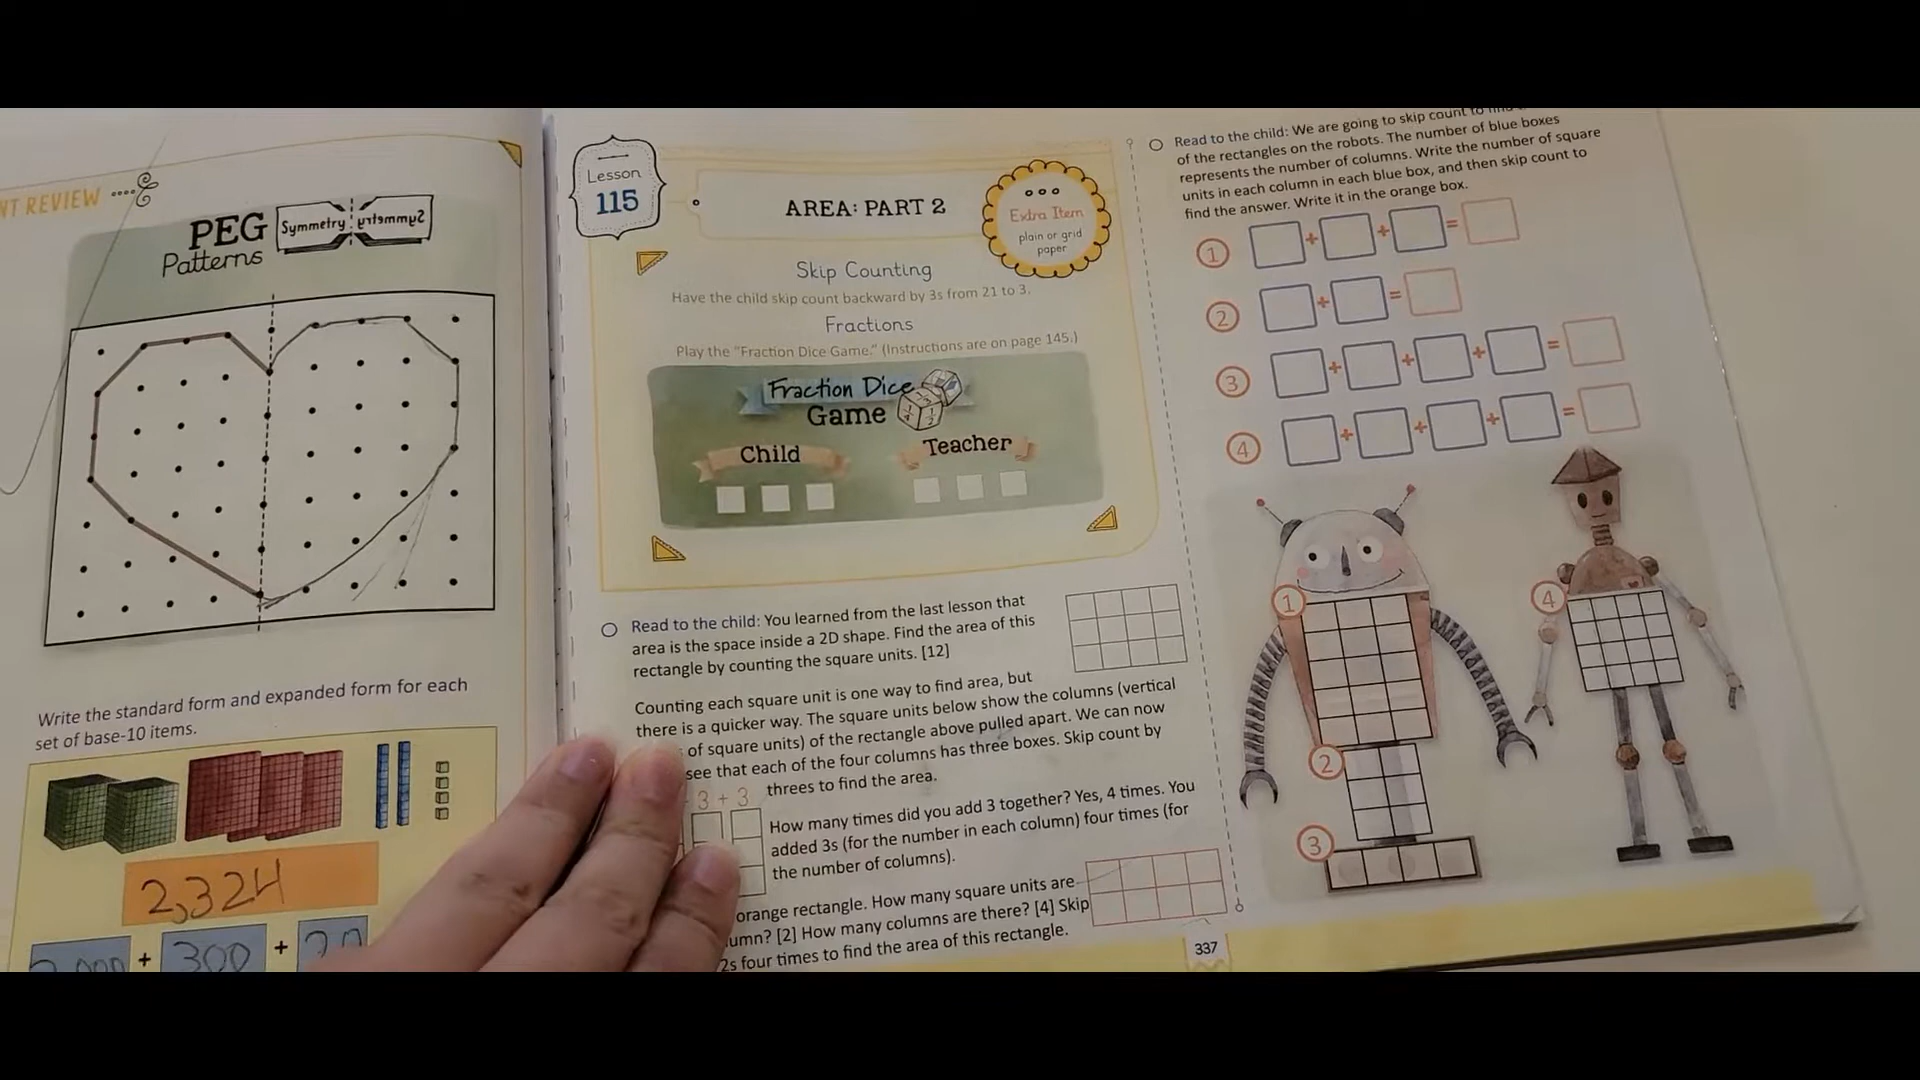 NT REVIEW
PEG
Patterns
Symmetry
Symmetry
Write the standard form and expanded form for each
set of base-10 items.
2,324
2,000 + 300 + 20
Lesson
115
AREA: PART 2
Extra Item
plain or grid
paper
Skip Counting
Have the child skip count backward by 3s from 21 to 3.
Fractions
Play the "Fraction Dice Game." (Instructions are on page 145.)
Fraction Dice
Game
Child
Teacher
Read to the child: You learned from the last lesson that
area is the space inside a 2D shape. Find the area of this
rectangle by counting the square units. [12]
Counting each square unit is one way to find area, but
there is a quicker way. The square units below show the columns (vertical
of square units) of the rectangle above pulled apart. We can now
see that each of the four columns has three boxes. Skip count by
threes to find the area.
3 + 3
How many times did you add 3 together? Yes, 4 times. You
added 3s (for the number in each column) four times (for
the number of columns).
orange rectangle. How many square units are
umn? [2] How many columns are there? [4] Skip
2s four times to find the area of this rectangle.
337
Read to the child: We are going to skip count to find
of the rectangles on the robots. The number of blue boxes
represents the number of columns. Write the number of square
units in each column in each blue box, and then skip count to
find the answer. Write it in the orange box.
1 + + =
2 + =
3 + + + =
4 + + + =
1
4
2
3